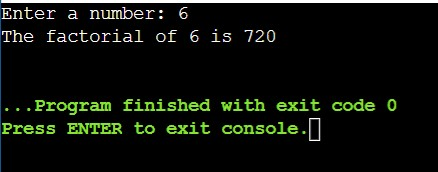 Enter a number: 6
The factorial of 6 is 720
...Program finished with exit code 0
Press ENTER to exit console.